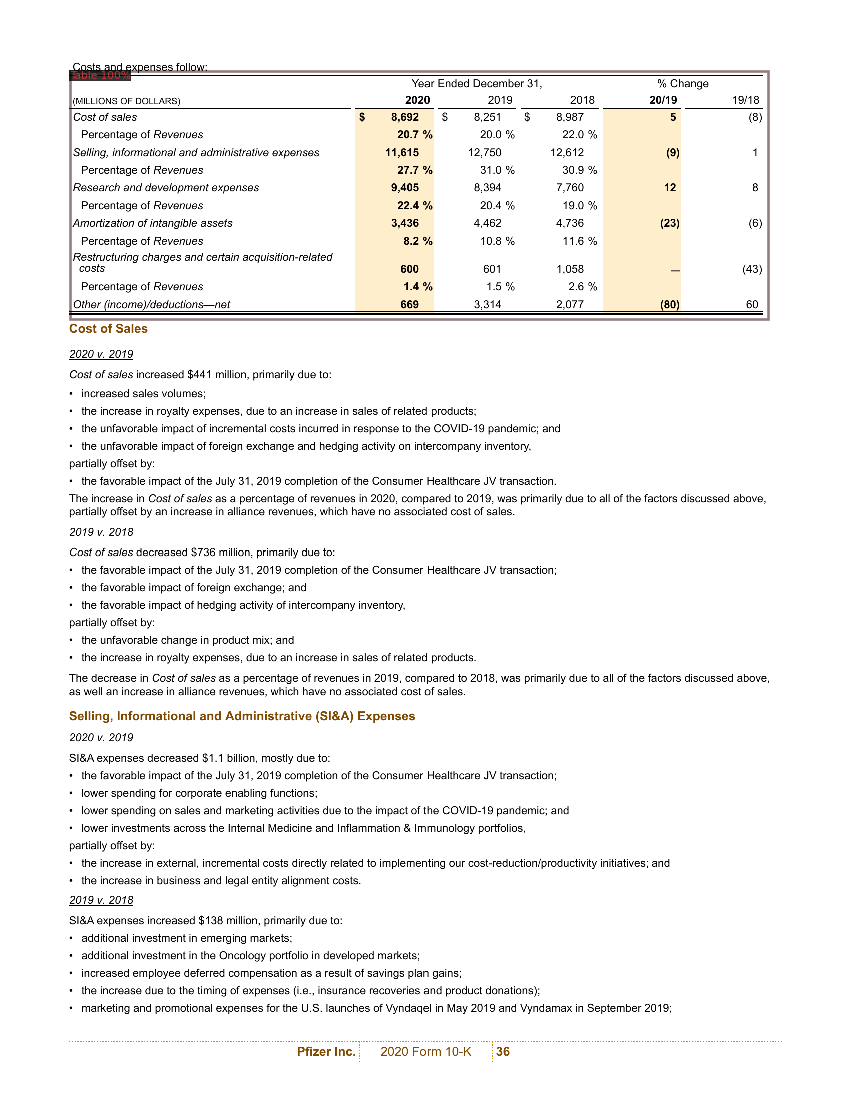 Costs and expenses follow:
able 100%
Year Ended December 31, % Change
(MILLIONS OF DOLLARS) 2020 2019 2018 20/19 19/18
Cost of sales $ 8,692 $ 8,251 $ 8,987 5 (8)
Percentage of Revenues 20.7 % 20.0 % 22.0 %
Selling, informational and administrative expenses 11,615 12,750 12,612 (9) 1
Percentage of Revenues 27.7 % 31.0 % 30.9 %
Research and development expenses 9,405 8,394 7,760 12 8
Percentage of Revenues 22.4 % 20.4 % 19.0 %
Amortization of intangible assets 3,436 4,462 4,736 (23) (6)
Percentage of Revenues 8.2 % 10.8 % 11.6 %
Restructuring charges and certain acquisition-related
costs 600 601 1,058 — (43)
Percentage of Revenues 1.4 % 1.5 % 2.6 %
Other (income)/deductions—net 669 3,314 2,077 (80) 60
Cost of Sales
2020 v. 2019
Cost of sales increased $441 million, primarily due to:
• increased sales volumes;
• the increase in royalty expenses, due to an increase in sales of related products;
• the unfavorable impact of incremental costs incurred in response to the COVID-19 pandemic; and
• the unfavorable impact of foreign exchange and hedging activity on intercompany inventory,
partially offset by:
• the favorable impact of the July 31, 2019 completion of the Consumer Healthcare JV transaction.
The increase in Cost of sales as a percentage of revenues in 2020, compared to 2019, was primarily due to all of the factors discussed above,
partially offset by an increase in alliance revenues, which have no associated cost of sales.
2019 v. 2018
Cost of sales decreased $736 million, primarily due to:
• the favorable impact of the July 31, 2019 completion of the Consumer Healthcare JV transaction;
• the favorable impact of foreign exchange; and
• the favorable impact of hedging activity of intercompany inventory,
partially offset by:
• the unfavorable change in product mix; and
• the increase in royalty expenses, due to an increase in sales of related products.
The decrease in Cost of sales as a percentage of revenues in 2019, compared to 2018, was primarily due to all of the factors discussed above,
as well an increase in alliance revenues, which have no associated cost of sales.
Selling, Informational and Administrative (SI&A) Expenses
2020 v. 2019
SI&A expenses decreased $1.1 billion, mostly due to:
• the favorable impact of the July 31, 2019 completion of the Consumer Healthcare JV transaction;
• lower spending for corporate enabling functions;
• lower spending on sales and marketing activities due to the impact of the COVID-19 pandemic; and
• lower investments across the Internal Medicine and Inflammation & Immunology portfolios,
partially offset by:
• the increase in external, incremental costs directly related to implementing our cost-reduction/productivity initiatives; and
• the increase in business and legal entity alignment costs.
2019 v. 2018
SI&A expenses increased $138 million, primarily due to:
• additional investment in emerging markets;
• additional investment in the Oncology portfolio in developed markets;
• increased employee deferred compensation as a result of savings plan gains;
• the increase due to the timing of expenses (i.e., insurance recoveries and product donations);
• marketing and promotional expenses for the U.S. launches of Vyndaqel in May 2019 and Vyndamax in September 2019;
Pfizer Inc. 2020 Form 10-K 36